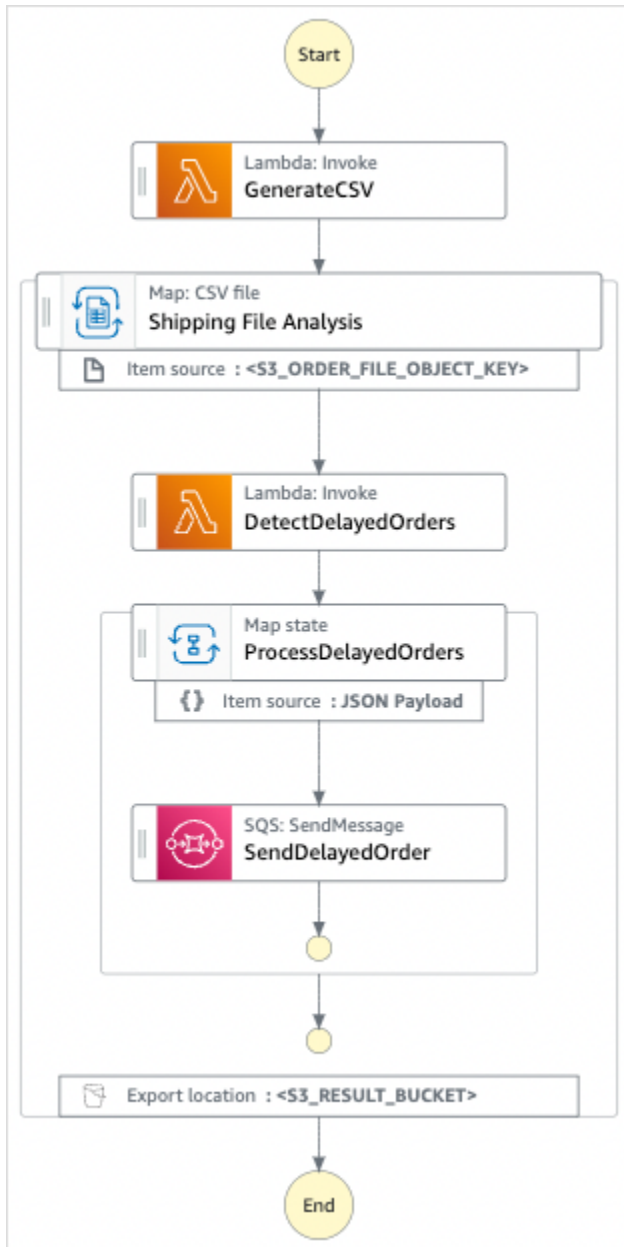 Start
Lambda: Invoke
GenerateCSV
Map: CSV file
Shipping File Analysis
Item source : <S3_ORDER_FILE_OBJECT_KEY>
Lambda: Invoke
DetectDelayedOrders
Map state
ProcessDelayedOrders
{} Item source : JSON Payload
SQS: SendMessage
SendDelayedOrder
Export location : <S3_RESULT_BUCKET>
End